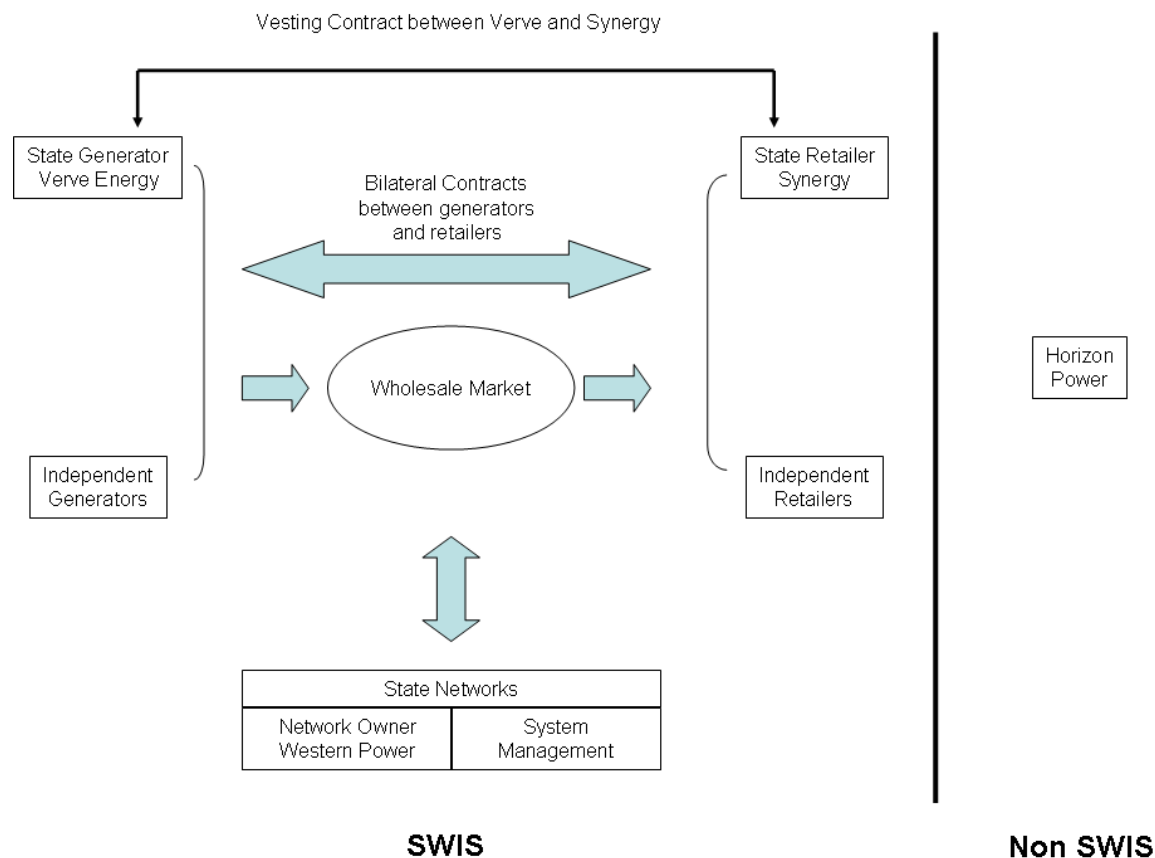 Vesting Contract between Verve and Synergy
State Generator
Verve Energy
State Retailer
Synergy
Bilateral Contracts
between generators
and retailers
Wholesale Market
Horizon
Power
Independent
Generators
Independent
Retailers
State Networks
Network Owner
Western Power
System
Management
SWIS
Non SWIS